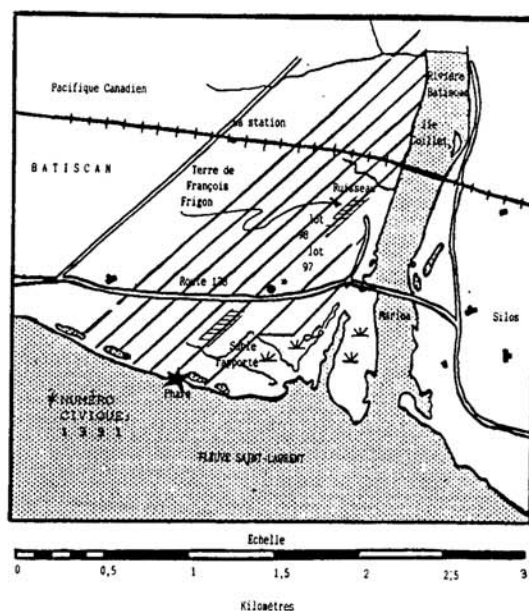 Pacifique Canadien
la station
Rivière
Batiscan
île
BATISCAN
Terre de
François
Frigon
Ruisseau
lot
98
lot
97
Route 138
Marina
Silos
Sable
rapporté
Phare
NUMÉRO
CIVIQUE:
1391
FLEUVE SAINT-LAURENT
Echelle
0 0,5 1 1,5 2 2,5 3
Kilomètres